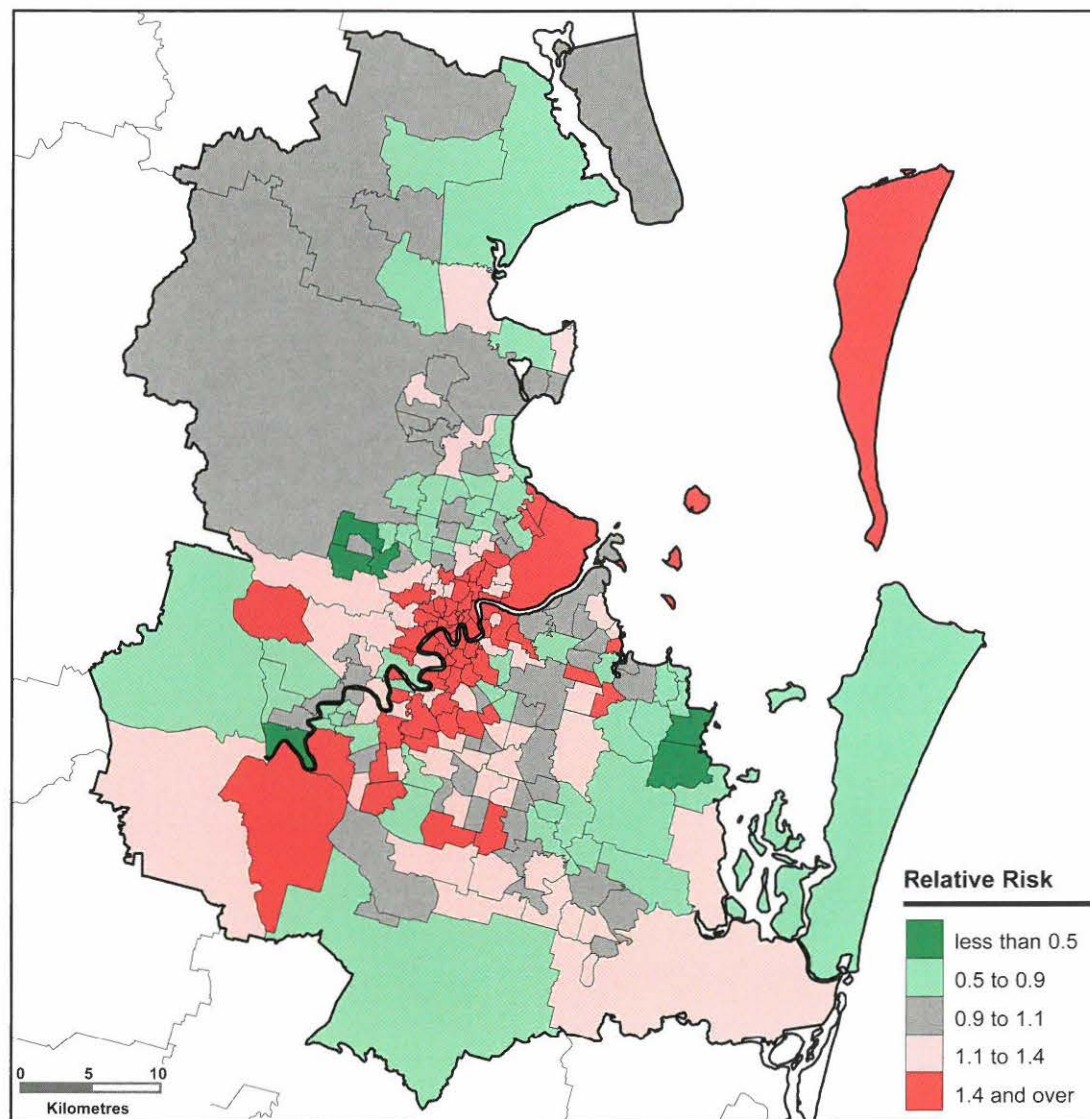 Relative Risk
less than 0.5
0.5 to 0.9
0.9 to 1.1
1.1 to 1.4
1.4 and over
0 5 10
Kilometres